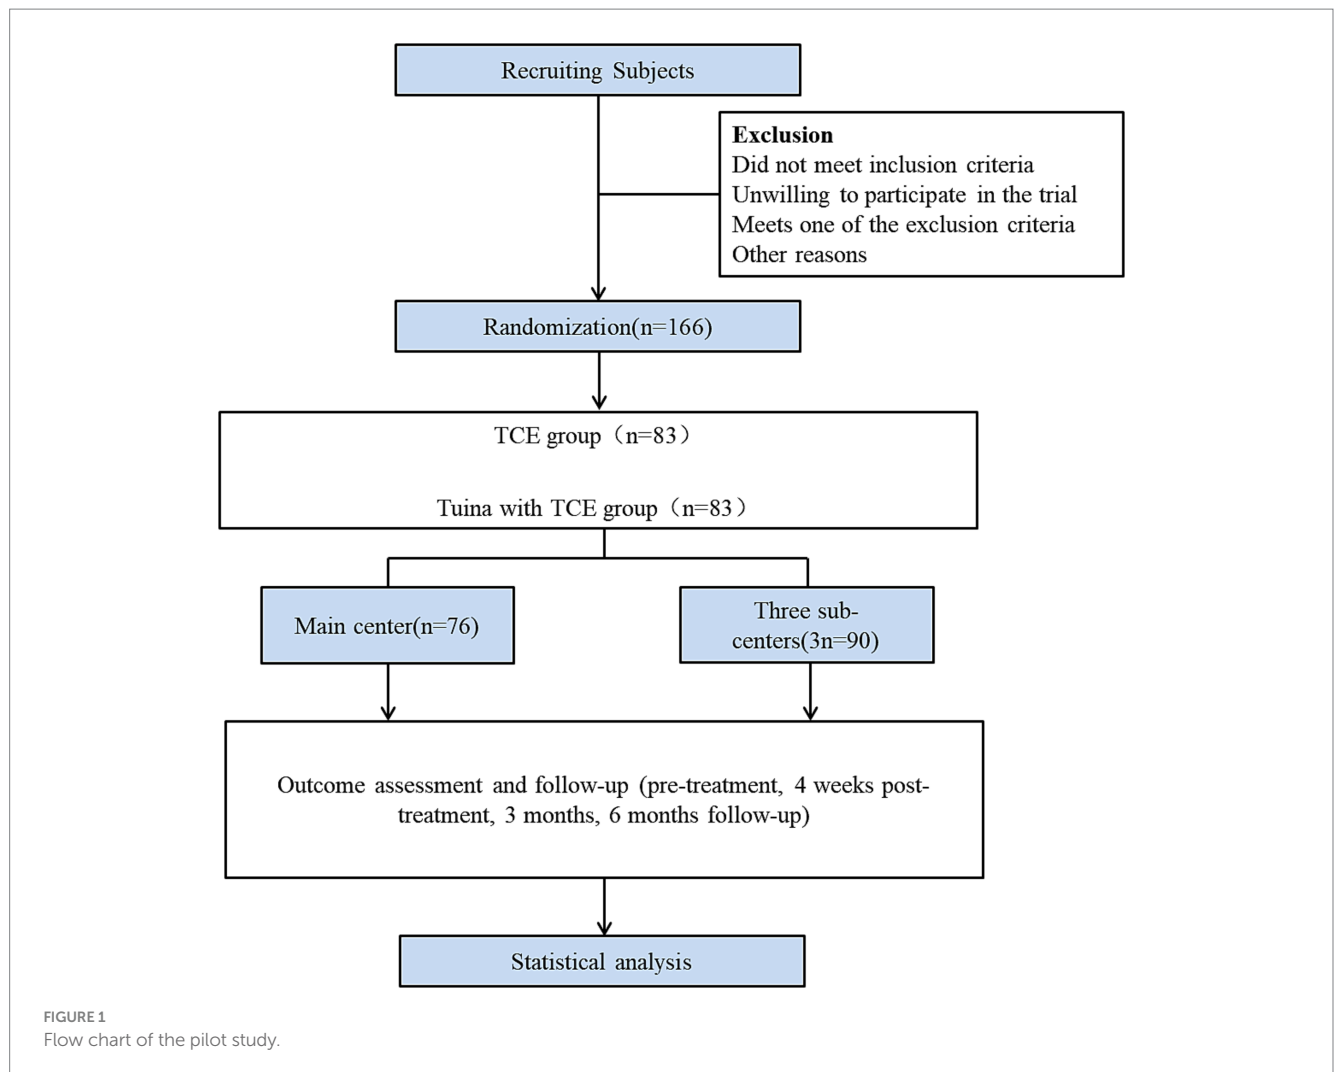 Recruiting Subjects
Exclusion
Did not meet inclusion criteria
Unwilling to participate in the trial
Meets one of the exclusion criteria
Other reasons
Randomization(n=166)
TCE group（n=83）
Tuina with TCE group（n=83）
Main center(n=76)
Three sub-
centers(3n=90)
Outcome assessment and follow-up (pre-treatment, 4 weeks post-
treatment, 3 months, 6 months follow-up)
Statistical analysis
FIGURE 1
Flow chart of the pilot study.